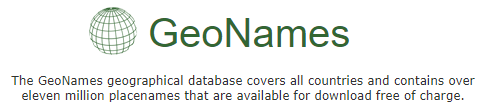 GeoNames
The GeoNames geographical database covers all countries and contains over
eleven million placenames that are available for download free of charge.